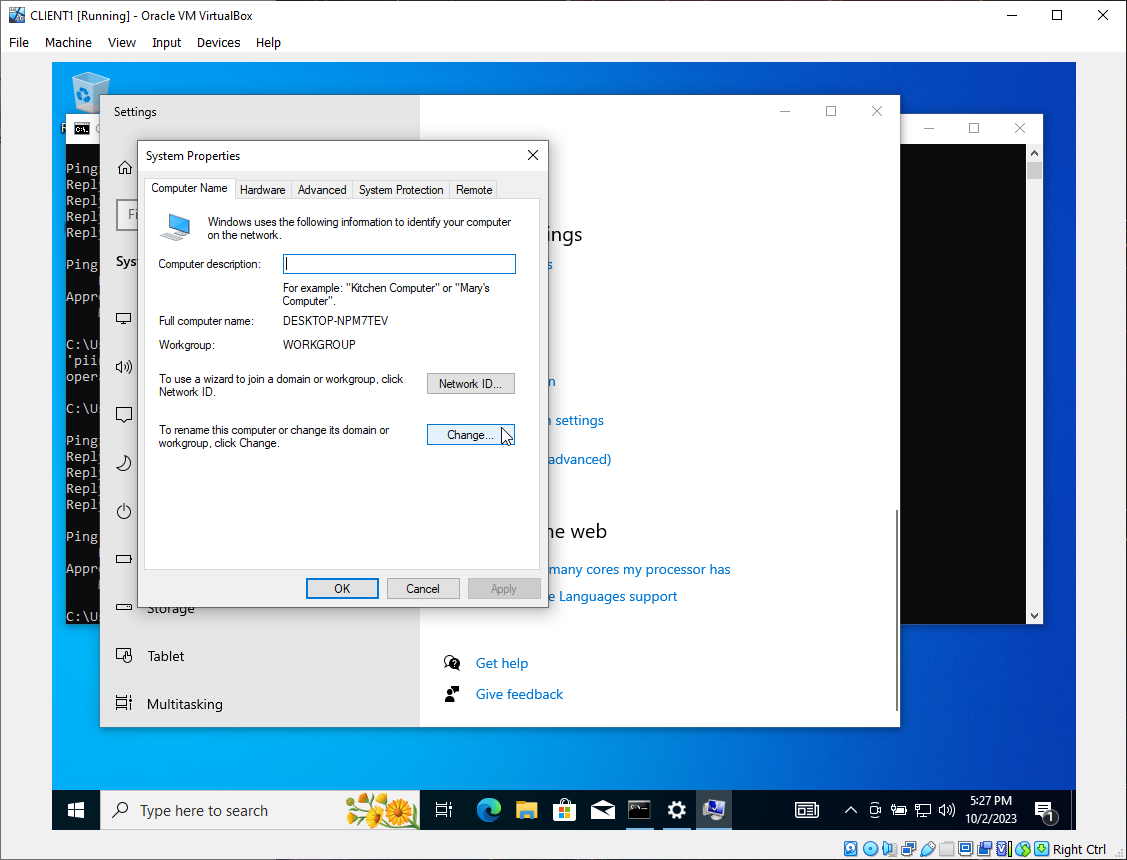 CLIENT1 [Running] - Oracle VM VirtualBox
File Machine View Input Devices Help
Settings
System Properties
Computer Name Hardware Advanced System Protection Remote
Windows uses the following information to identify your computer
on the network.
Computer description:
For example: "Kitchen Computer" or "Mary's
Computer".
Full computer name: DESKTOP-NPM7TEV
Workgroup: WORKGROUP
To use a wizard to join a domain or workgroup, click
Network ID.
Network ID...
To rename this computer or change its domain or
workgroup, click Change.
Change...
OK Cancel Apply
Ping
Repl
Repl
Repl
Repl
Ping
Appr
C:\U
'pii
oper
C:\U
Ping
Repl
Repl
Repl
Repl
Ping
Appr
C:\U
Fi
Sys
Storage
Tablet
Multitasking
ings
s
n
n settings
advanced)
he web
many cores my processor has
e Languages support
Get help
Give feedback
Type here to search
5:27 PM
10/2/2023
1
Right Ctrl